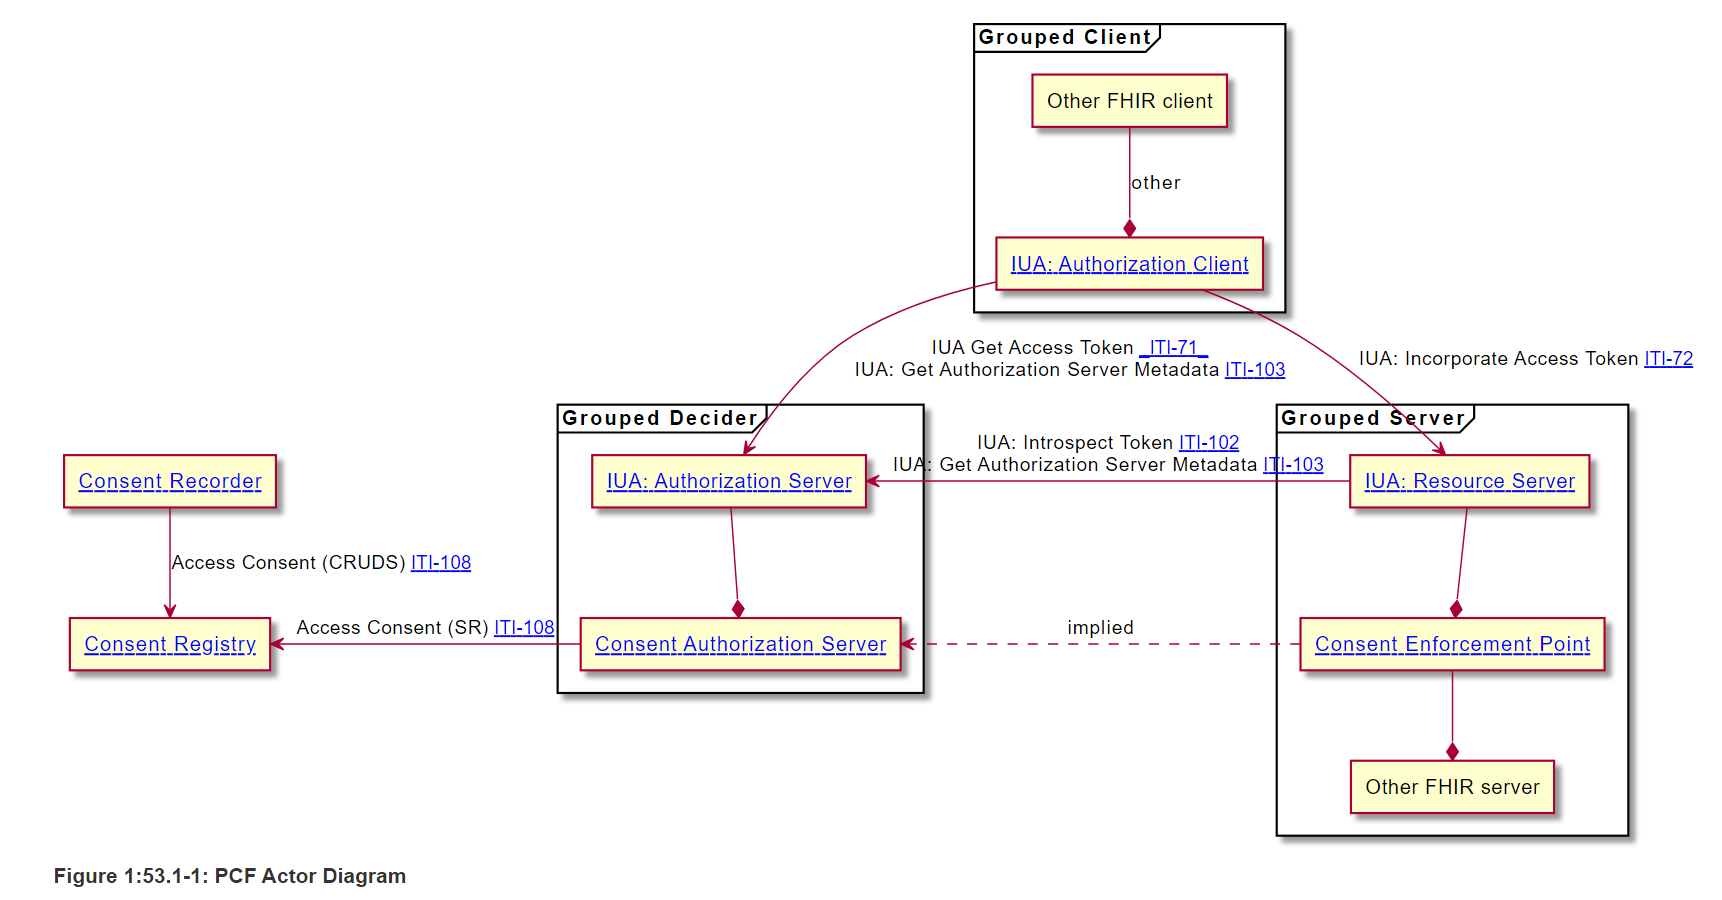 Grouped Client
Other FHIR client
other
IUA: Authorization Client
IUA Get Access Token _ITI-71_
IUA: Get Authorization Server Metadata ITI-103
IUA: Incorporate Access Token ITI-72
Grouped Decider
Grouped Server
IUA: Introspect Token ITI-102
IUA: Get Authorization Server Metadata ITI-103
Consent Recorder
IUA: Authorization Server
IUA: Resource Server
Access Consent (CRUDS) ITI-108
Access Consent (SR) ITI-108
implied
Consent Registry
Consent Authorization Server
Consent Enforcement Point
Other FHIR server
Figure 1:53.1-1: PCF Actor Diagram